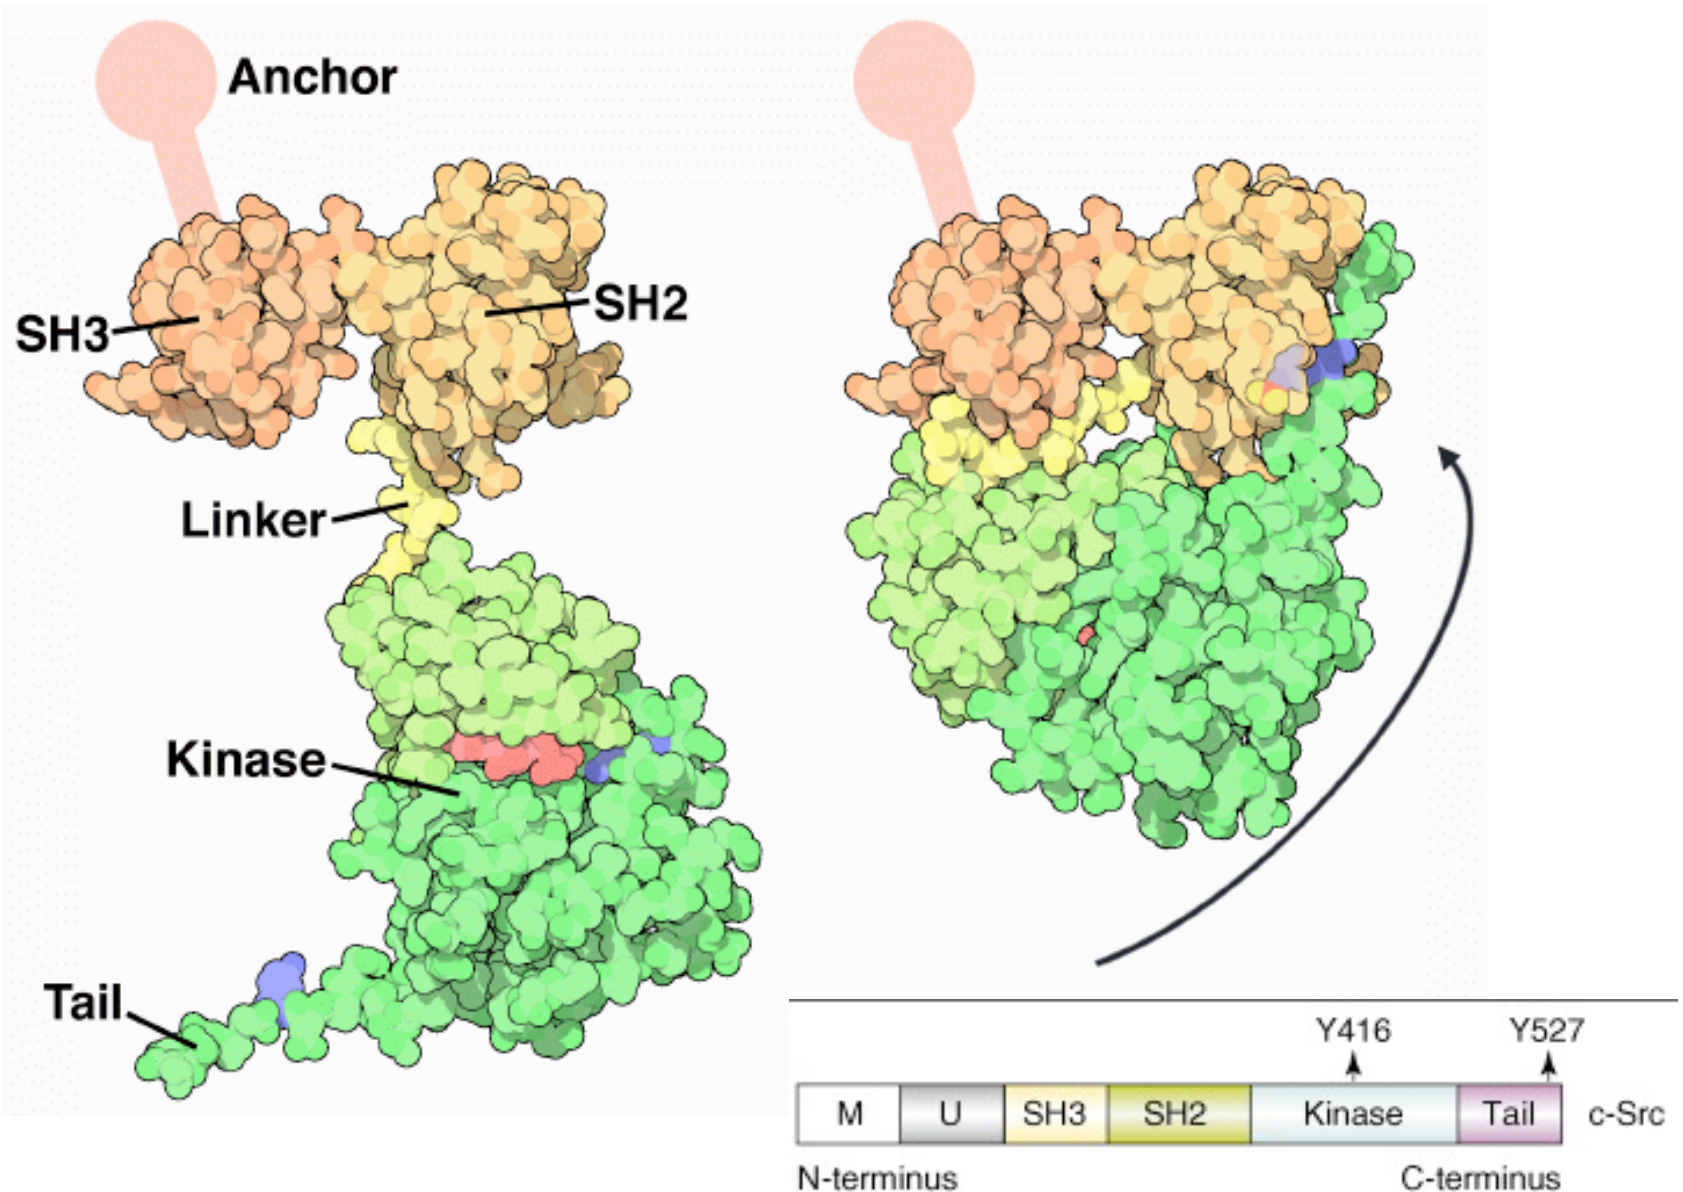 Anchor
SH3
SH2
Linker
Kinase
Tail
Y416 Y527
M U SH3 SH2 Kinase Tail c-Src
N-terminus C-terminus